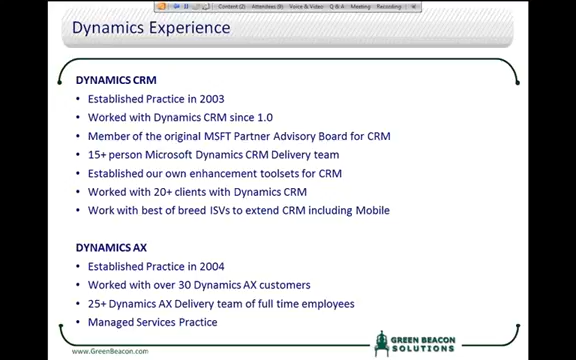 Content (2) Attendees (9) Voice & Video Q & A Meeting Recording
Dynamics Experience
DYNAMICS CRM
• Established Practice in 2003
• Worked with Dynamics CRM since 1.0
• Member of the original MSFT Partner Advisory Board for CRM
• 15+ person Microsoft Dynamics CRM Delivery team
• Established our own enhancement toolsets for CRM
• Worked with 20+ clients with Dynamics CRM
• Work with best of breed ISVs to extend CRM including Mobile
DYNAMICS AX
• Established Practice in 2004
• Worked with over 30 Dynamics AX customers
• 25+ Dynamics AX Delivery team of full time employees
• Managed Services Practice
www.GreenBeacon.com
GREEN BEACON
SOLUTIONS